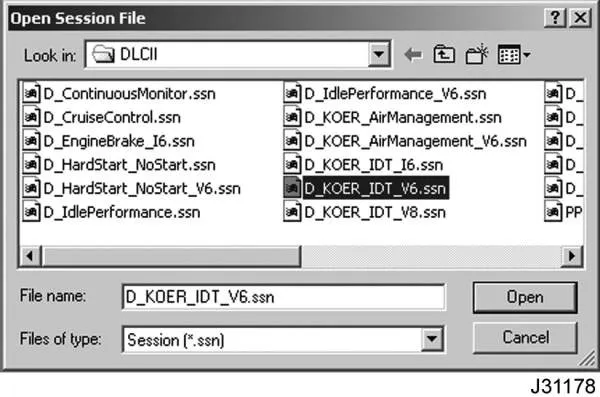 Open Session File
Look in: DLCII
D_ContinuousMonitor.ssn
D_CruiseControl.ssn
D_EngineBrake_I6.ssn
D_HardStart_NoStart.ssn
D_HardStart_NoStart_V6.ssn
D_IdlePerformance.ssn
D_IdlePerformance_V6.ssn
D_KOER_AirManagement.ssn
D_KOER_AirManagement_V6.ssn
D_KOER_IDT_I6.ssn
D_KOER_IDT_V6.ssn
D_KOER_IDT_V8.ssn
D_
D_
D_
D_
D_
PP
File name: D_KOER_IDT_V6.ssn Open
Files of type: Session (*.ssn) Cancel
J31178